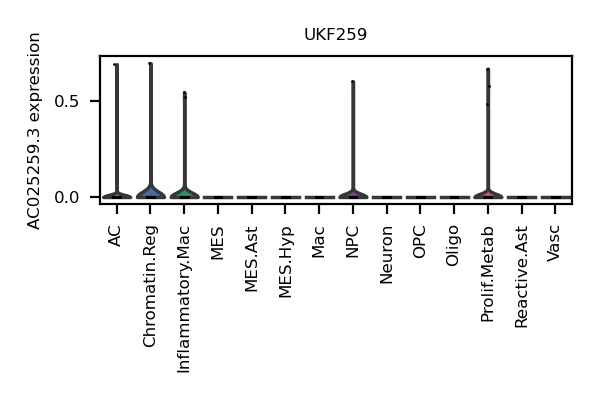 UKF259
AC025259.3 expression
0.5
0.0
AC
Chromatin.Reg
Inflammatory.Mac
MES
MES.Ast
MES.Hyp
Mac
NPC
Neuron
OPC
Oligo
Prolif.Metab
Reactive.Ast
Vasc